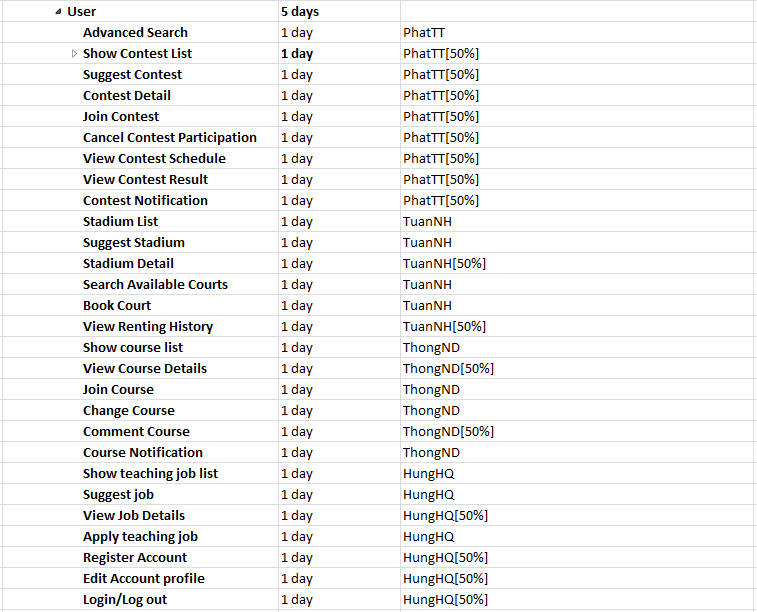 User 5 days
Advanced Search 1 day PhatTT
Show Contest List 1 day PhatTT[50%]
Suggest Contest 1 day PhatTT[50%]
Contest Detail 1 day PhatTT[50%]
Join Contest 1 day PhatTT[50%]
Cancel Contest Participation 1 day PhatTT[50%]
View Contest Schedule 1 day PhatTT[50%]
View Contest Result 1 day PhatTT[50%]
Contest Notification 1 day PhatTT[50%]
Stadium List 1 day TuanNH
Suggest Stadium 1 day TuanNH
Stadium Detail 1 day TuanNH[50%]
Search Available Courts 1 day TuanNH
Book Court 1 day TuanNH
View Renting History 1 day TuanNH[50%]
Show course list 1 day ThongND
View Course Details 1 day ThongND[50%]
Join Course 1 day ThongND
Change Course 1 day ThongND
Comment Course 1 day ThongND[50%]
Course Notification 1 day ThongND
Show teaching job list 1 day HungHQ
Suggest job 1 day HungHQ
View Job Details 1 day HungHQ[50%]
Apply teaching job 1 day HungHQ
Register Account 1 day HungHQ[50%]
Edit Account profile 1 day HungHQ[50%]
Login/Log out 1 day HungHQ[50%]